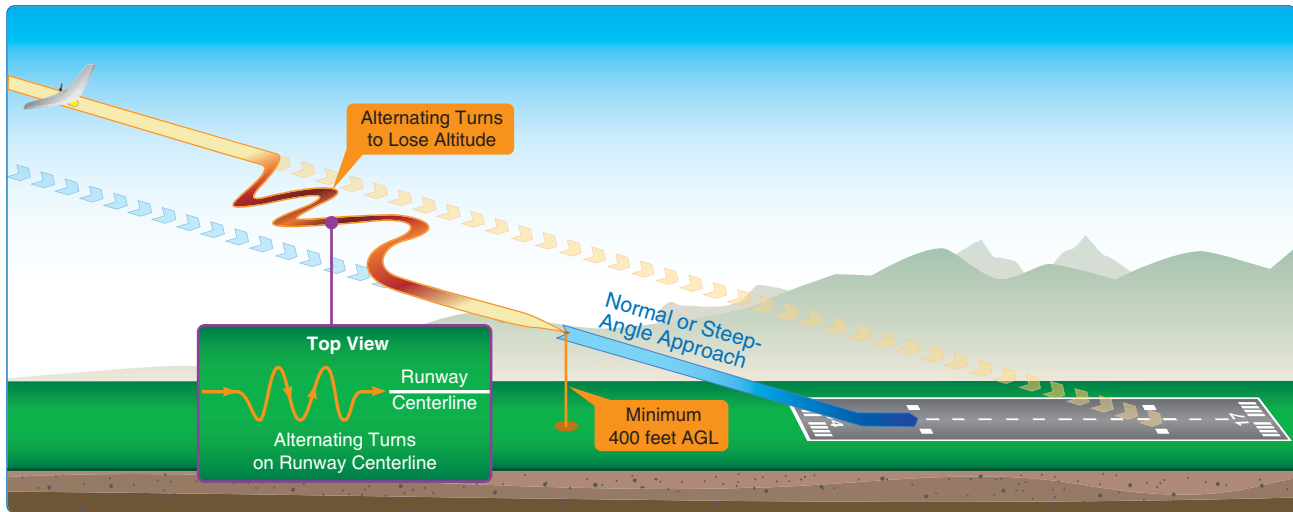 Alternating Turns
to Lose Altitude
Normal or Steep-
Angle Approach
Top View
Runway
Centerline
Alternating Turns
on Runway Centerline
Minimum
400 feet AGL
4
17